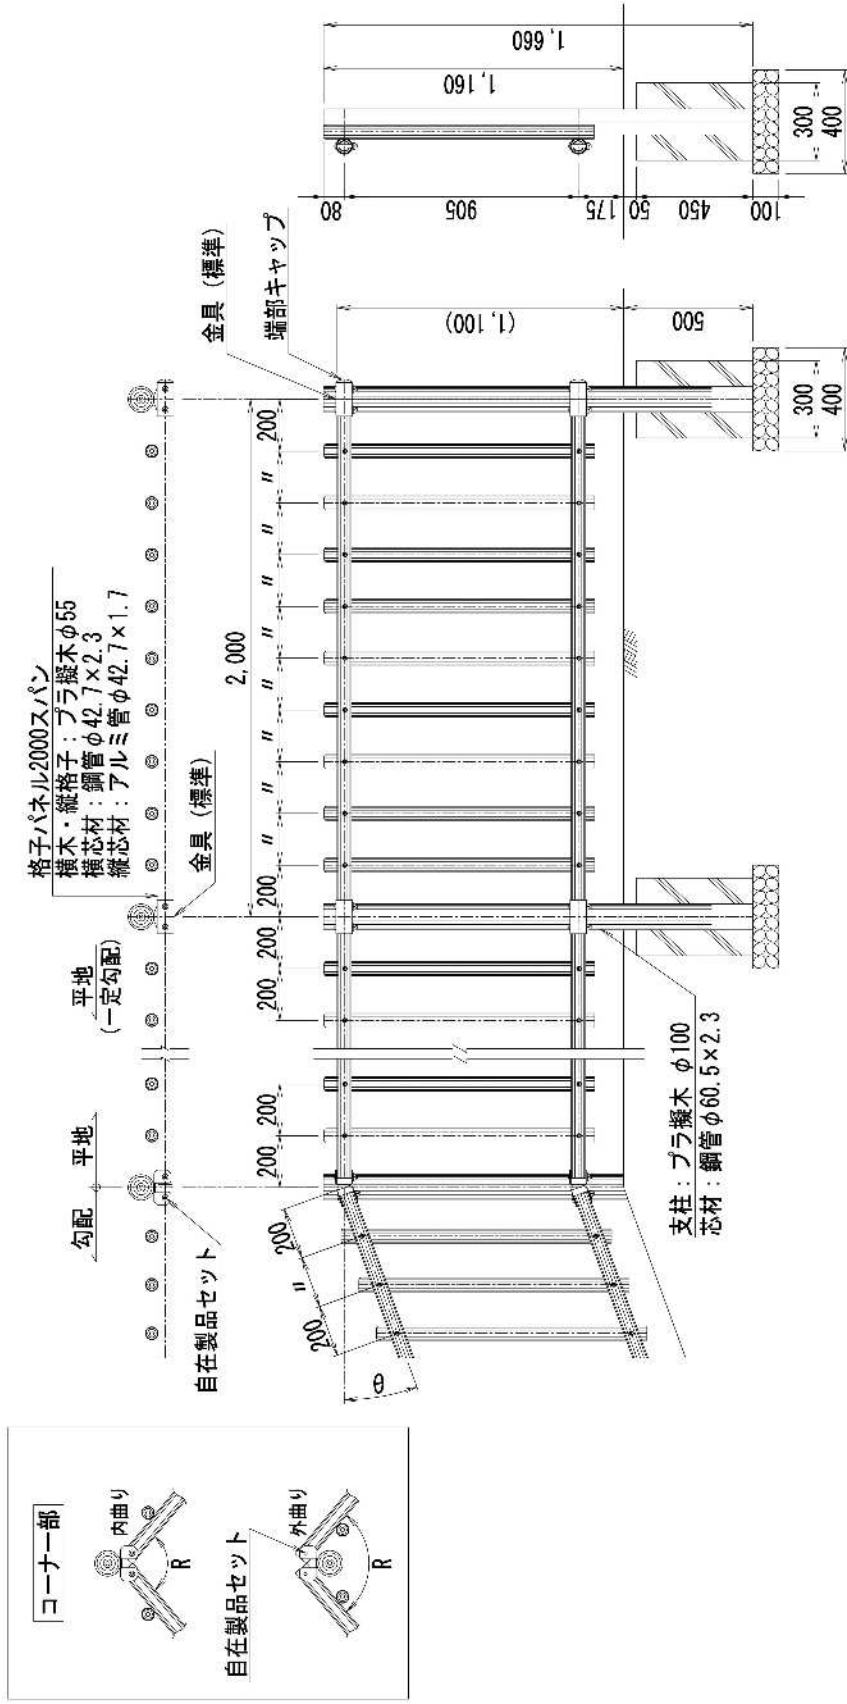 コーナー部
内曲り
R
自在製品セット
外曲り
R
格子パネル2000スパン
横木・縦格子：プラ擬木φ55
横芯材：鋼管φ42.7×2.3
縦芯材：アルミ管φ42.7×1.7
勾配
平地
平地
(一定勾配)
自在製品セット
金具 (標準)
金具 (標準)
端部キャップ
2,000
200
〃
200
200
200
200
200
200
〃
〃
〃
〃
〃
〃
〃
〃
200
θ
(1,100)
500
300
400
支柱：プラ擬木 φ100
芯材：鋼管φ60.5×2.3
1,660
1,160
80
905
175
50
450
100
300
400